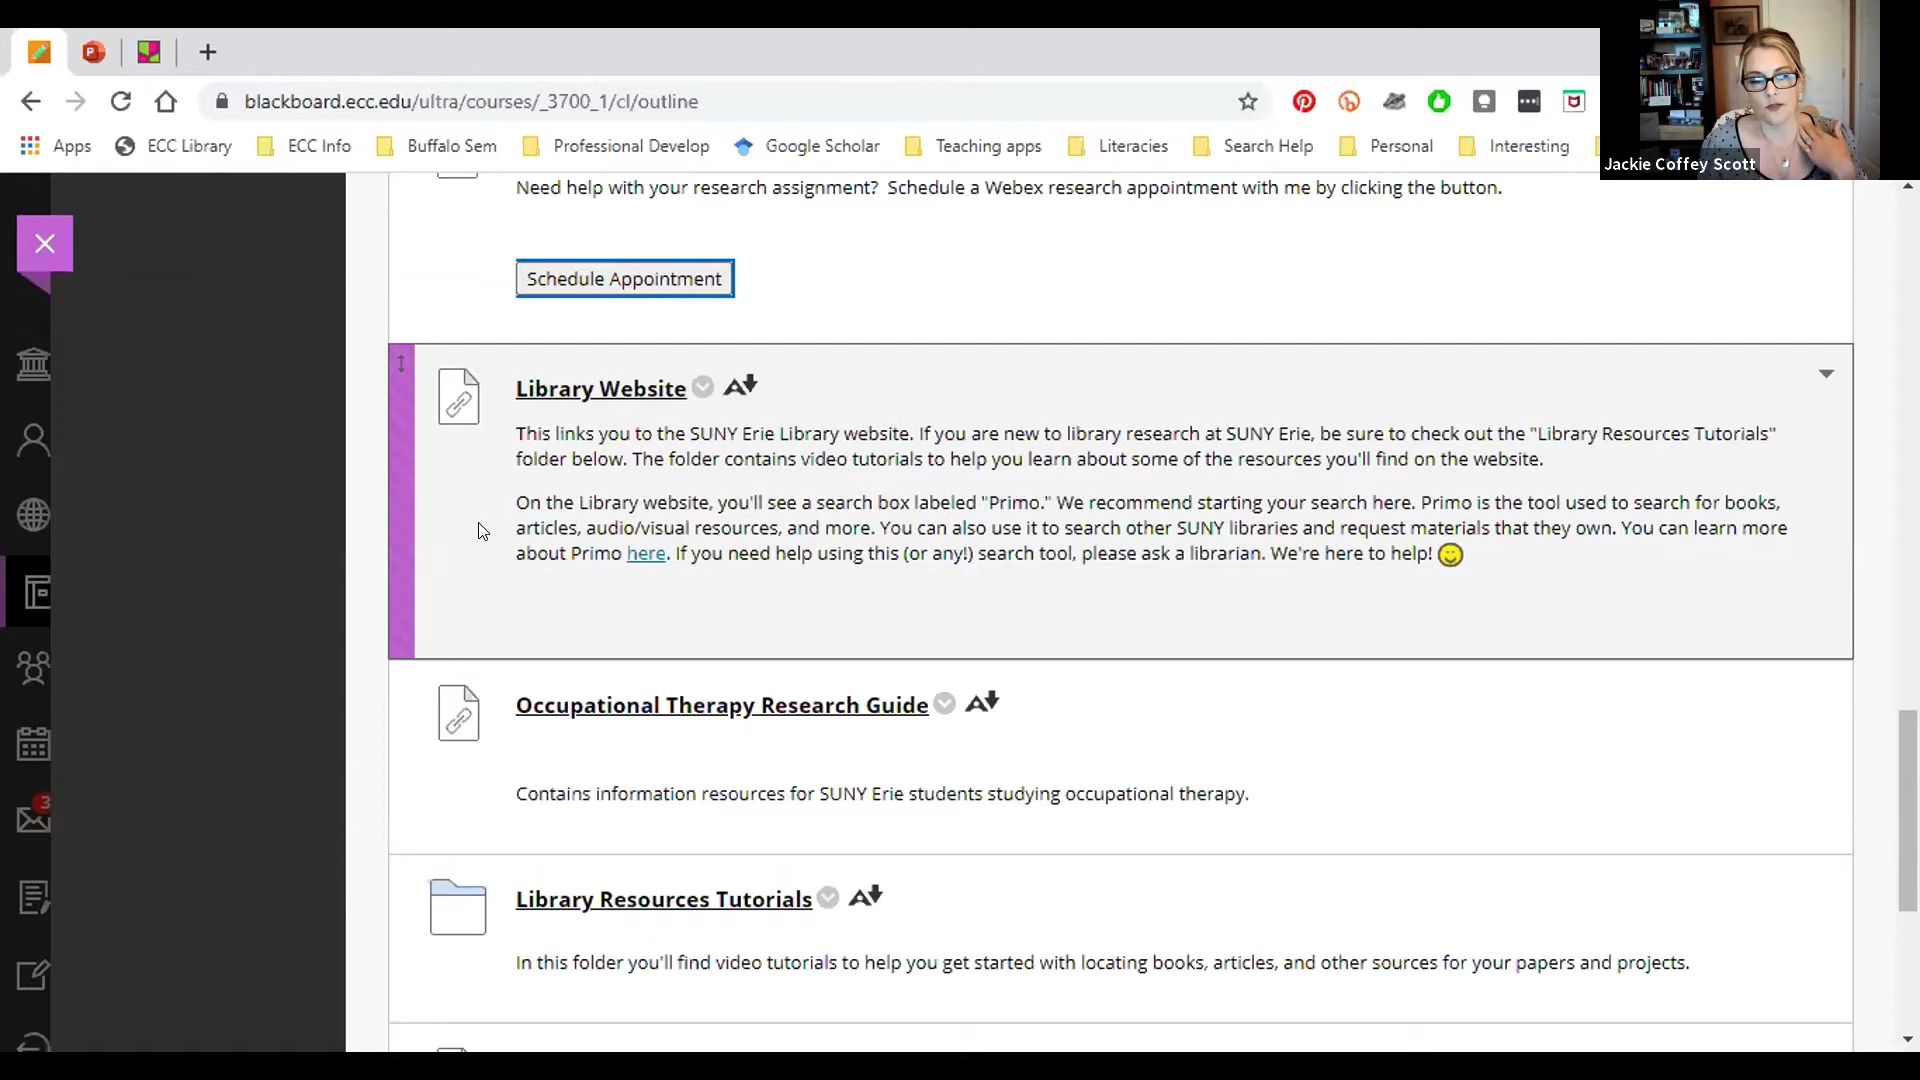 blackboard.ecc.edu/ultra/courses/_3700_1/cl/outline
Apps ECC Library ECC Info Buffalo Sem Professional Develop Google Scholar Teaching apps Literacies Search Help Personal Interesting
Jackie Coffey Scott
Need help with your research assignment? Schedule a Webex research appointment with me by clicking the button.
Schedule Appointment
Library Website
This links you to the SUNY Erie Library website. If you are new to library research at SUNY Erie, be sure to check out the "Library Resources Tutorials"
folder below. The folder contains video tutorials to help you learn about some of the resources you'll find on the website.
On the Library website, you'll see a search box labeled "Primo." We recommend starting your search here. Primo is the tool used to search for books,
articles, audio/visual resources, and more. You can also use it to search other SUNY libraries and request materials that they own. You can learn more
about Primo here. If you need help using this (or any!) search tool, please ask a librarian. We're here to help!
Occupational Therapy Research Guide
Contains information resources for SUNY Erie students studying occupational therapy.
3
Library Resources Tutorials
In this folder you'll find video tutorials to help you get started with locating books, articles, and other sources for your papers and projects.